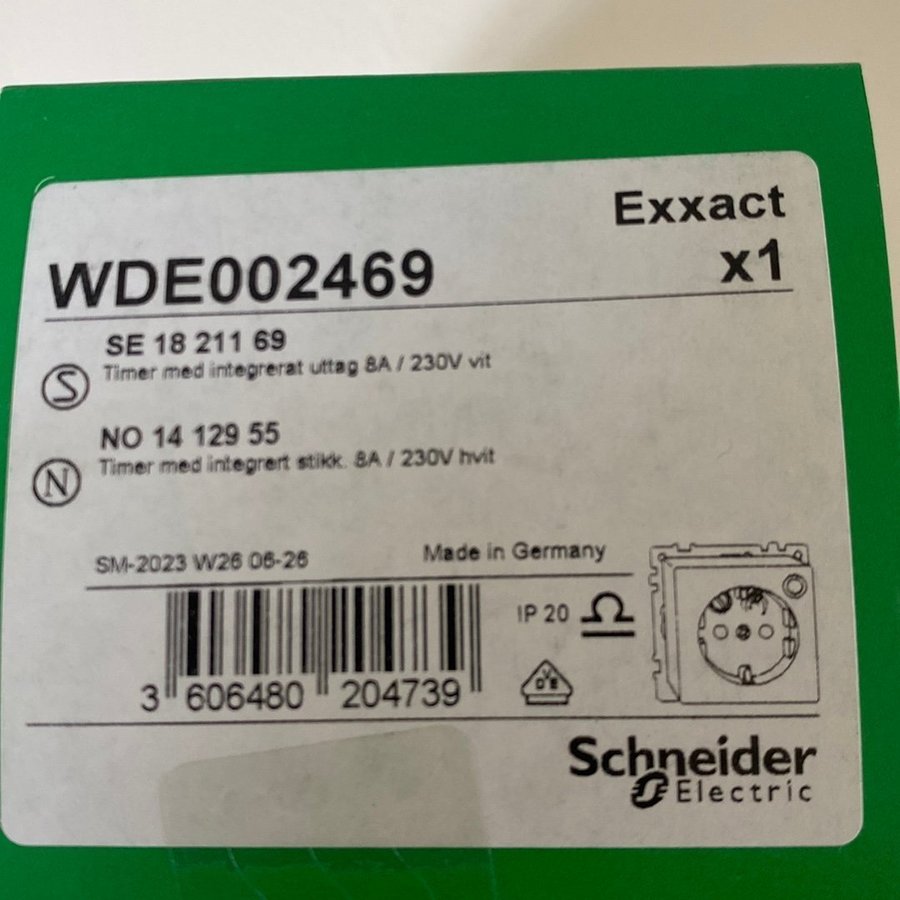 Exxact
WDE002469
x1
SE 18 211 69
S
Timer med integrerat uttag 8A / 230V vit
NO 14 129 55
N
Timer med integrert stikk. 8A / 230V hvit
SM-2023 W26 06-26
Made in Germany
IP 20
3 606480 204739
Schneider
Electric